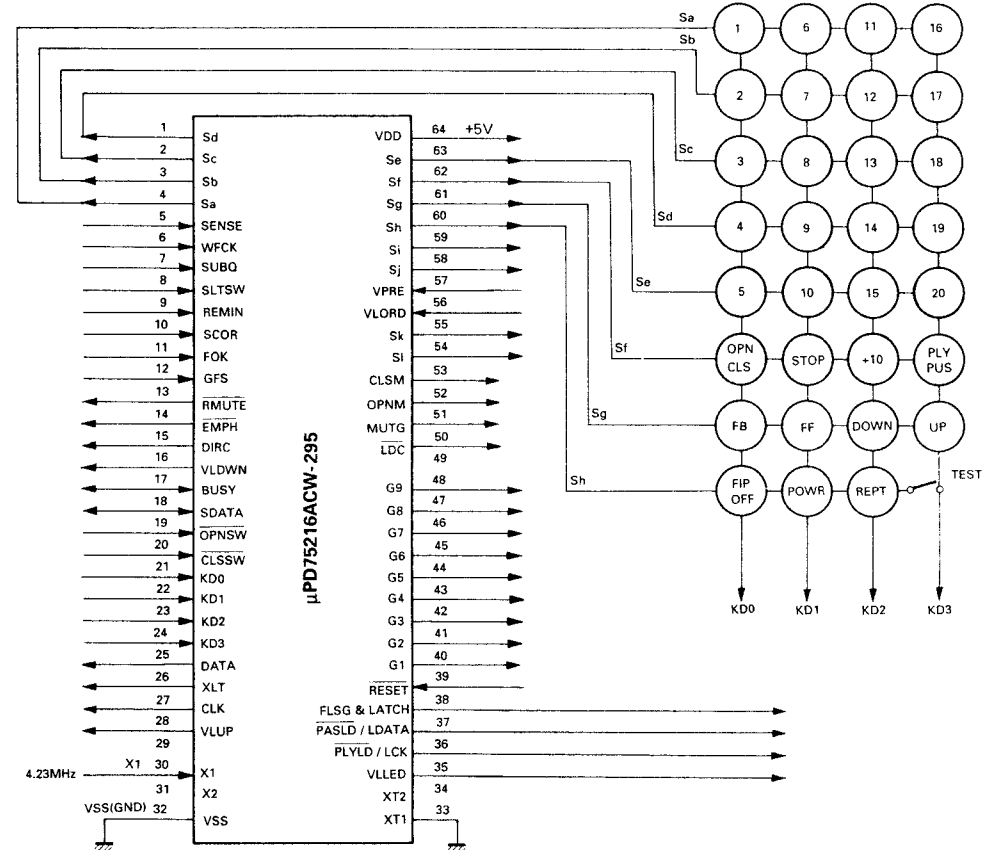 Sa
Sb
Sc
Sd
Se
Sf
Sg
Sh
1 6 11 16
2 7 12 17
3 8 13 18
4 9 14 19
5 10 15 20
OPN CLS STOP +10 PLY PUS
FB FF DOWN UP
FIP OFF POWR REPT TEST
KD0 KD1 KD2 KD3
μPD75216ACW-295
1 Sd
2 Sc
3 Sb
4 Sa
5 SENSE
6 WFCK
7 SUBQ
8 SLTSW
9 REMIN
10 SCOR
11 FOK
12 GFS
13 RMUTE
14 EMPH
15 DIRC
16 VLDWN
17 BUSY
18 SDATA
19 OPNSW
20 CLSSW
21 KD0
22 KD1
23 KD2
24 KD3
25 DATA
26 XLT
27 CLK
28 VLUP
29
4.23MHz X1 30 X1
31 X2
VSS(GND) 32 VSS
VDD 64 +5V
Se 63
Sf 62
Sg 61
Sh 60
Si 59
Sj 58
VPRE 57
VLORD 56
Sk 55
Sl 54
CLSM 53
OPNM 52
MUTG 51
LDC 50
49
G9 48
G8 47
G7 46
G6 45
G5 44
G4 43
G3 42
G2 41
G1 40
RESET 39
FLSG & LATCH 38
PASLD / LDATA 37
PLYLD / LCK 36
VLLED 35
XT2 34
XT1 33